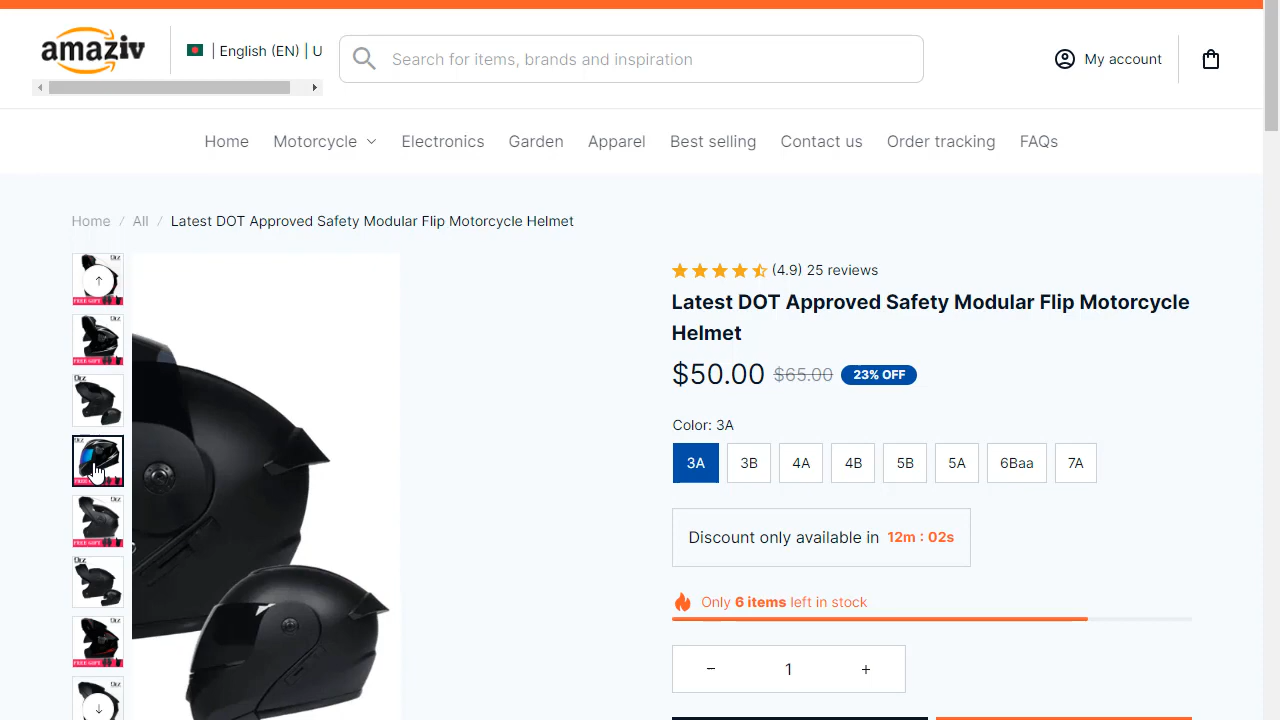 amaziv
| English (EN) | U
Search for items, brands and inspiration
My account
Home
Motorcycle
Electronics
Garden
Apparel
Best selling
Contact us
Order tracking
FAQs
Home / All / Latest DOT Approved Safety Modular Flip Motorcycle Helmet
(4.9) 25 reviews
Latest DOT Approved Safety Modular Flip Motorcycle
Helmet
$50.00 $65.00 23% OFF
Color: 3A
3A
3B
4A
4B
5B
5A
6Baa
7A
Discount only available in 12m : 02s
Only 6 items left in stock
− 1 +